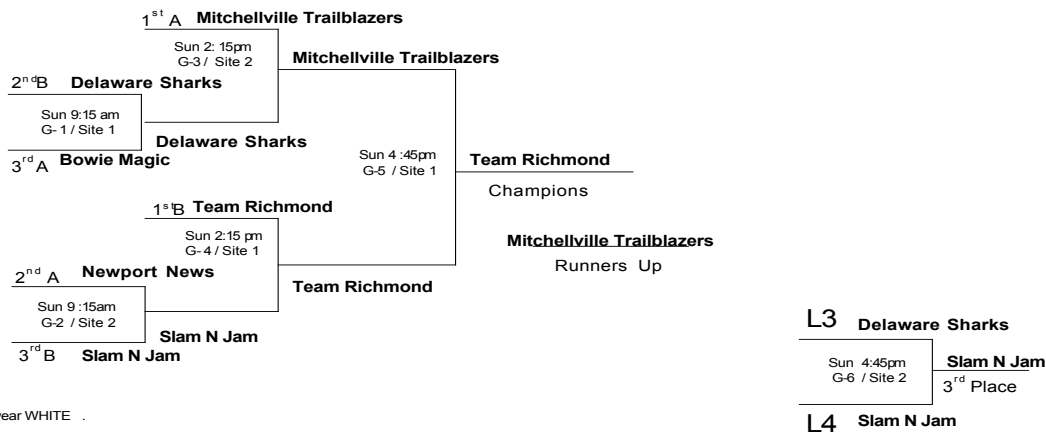 1st A Mitchellville Trailblazers
Sun 2: 15pm
G-3 / Site 2
Mitchellville Trailblazers
2ndB Delaware Sharks
Sun 9:15 am
G- 1 / Site 1
Delaware Sharks
3rd A Bowie Magic
Sun 4 :45pm
G-5 / Site 1
Team Richmond
Champions
1stB Team Richmond
Sun 2:15 pm
G- 4 / Site 1
Mitchellville Trailblazers
Runners Up
2nd A Newport News
Team Richmond
Sun 9 :15am
G-2 / Site 2
Slam N Jam
3rd B Slam N Jam
L3 Delaware Sharks
Sun 4:45pm
G-6 / Site 2
Slam N Jam
3rd Place
L4 Slam N Jam
ear WHITE .